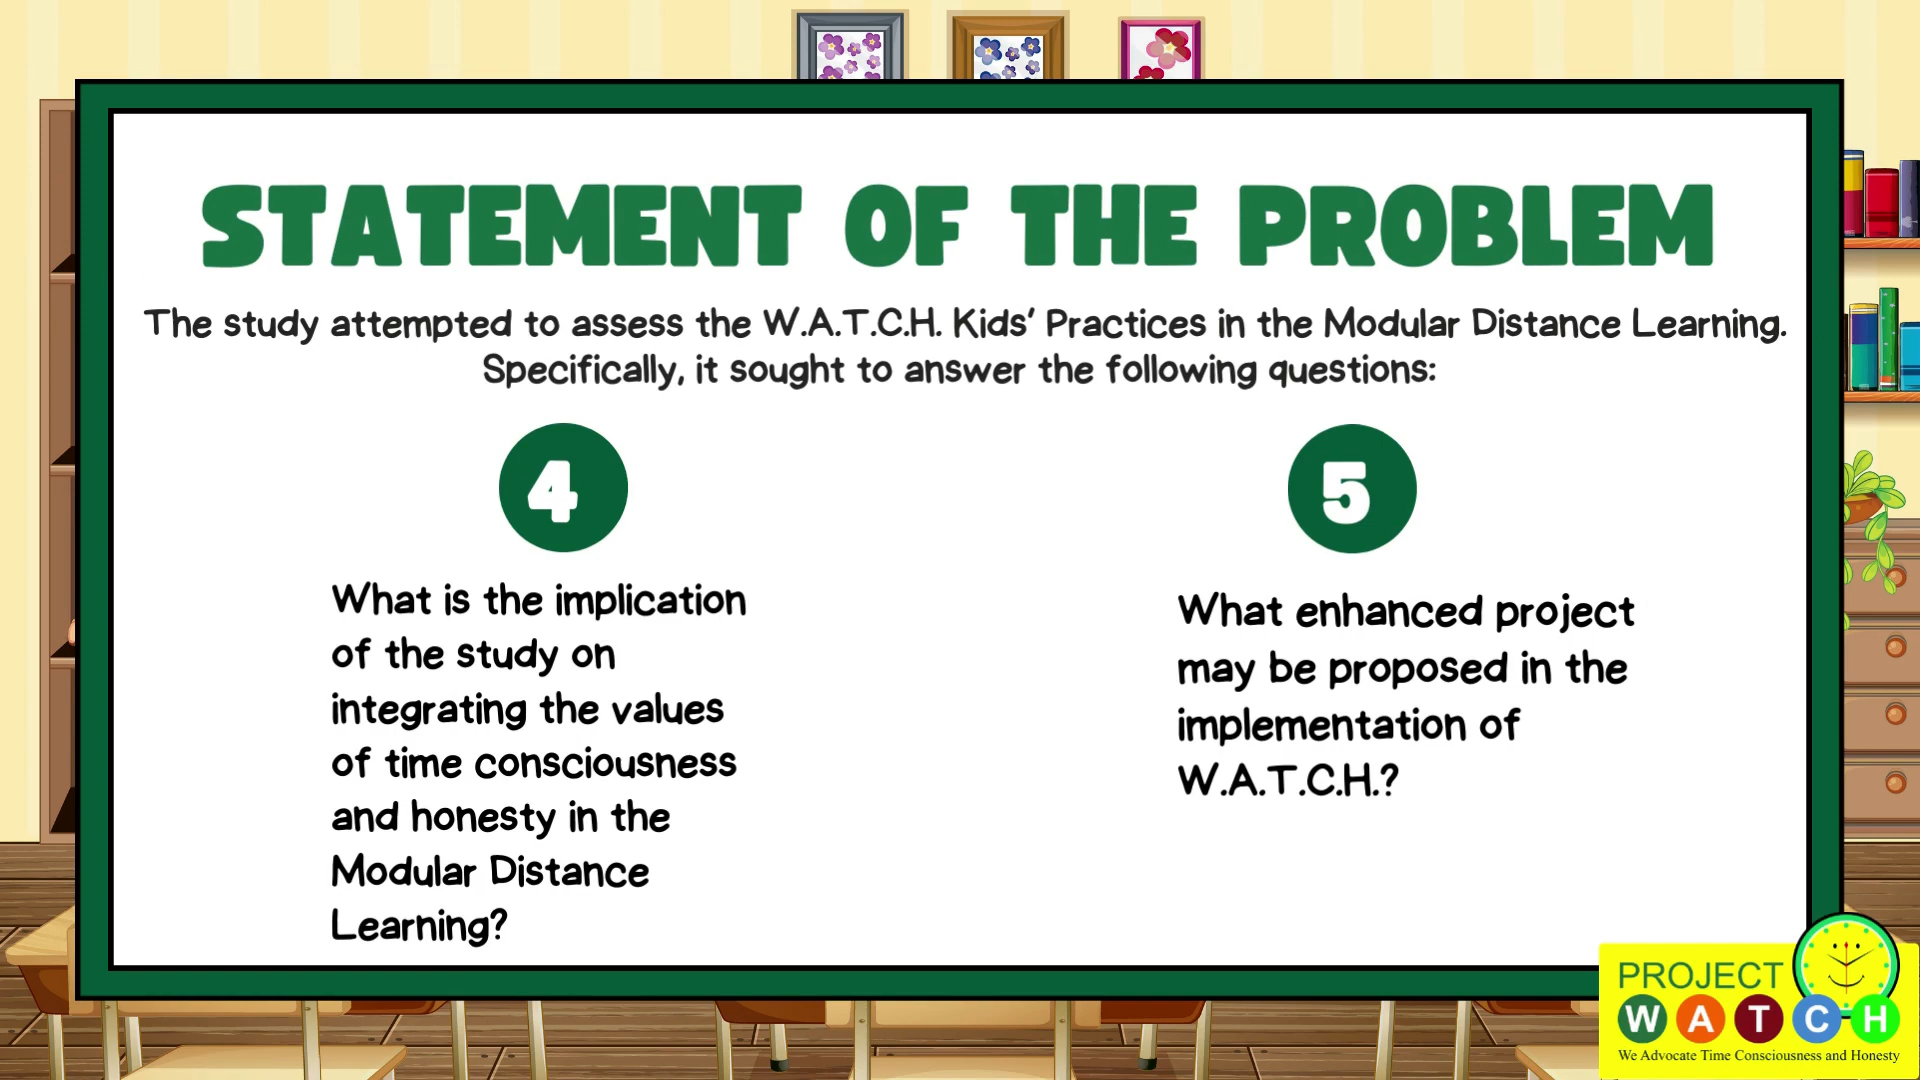 STATEMENT OF THE PROBLEM
The study attempted to assess the W.A.T.C.H. Kids' Practices in the Modular Distance Learning.
Specifically, it sought to answer the following questions:
4
What is the implication
of the study on
integrating the values
of time consciousness
and honesty in the
Modular Distance
Learning?
5
What enhanced project
may be proposed in the
implementation of
W.A.T.C.H.?
PROJECT
WATCH
We Advocate Time Consciousness and Honesty